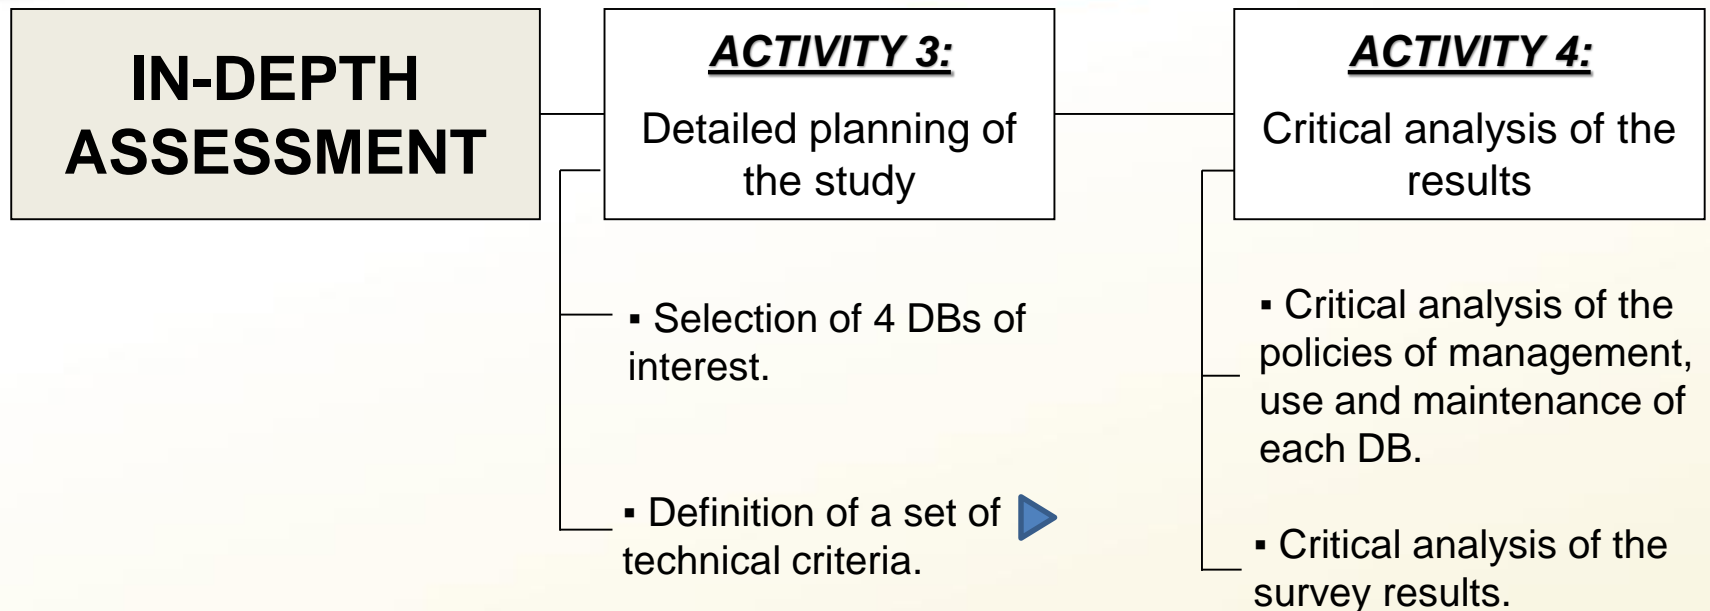 IN-DEPTH
ASSESSMENT
ACTIVITY 3:
Detailed planning of
the study
▪ Selection of 4 DBs of
interest.
▪ Definition of a set of
technical criteria.
ACTIVITY 4:
Critical analysis of the
results
▪ Critical analysis of the
policies of management,
use and maintenance of
each DB.
▪ Critical analysis of the
survey results.